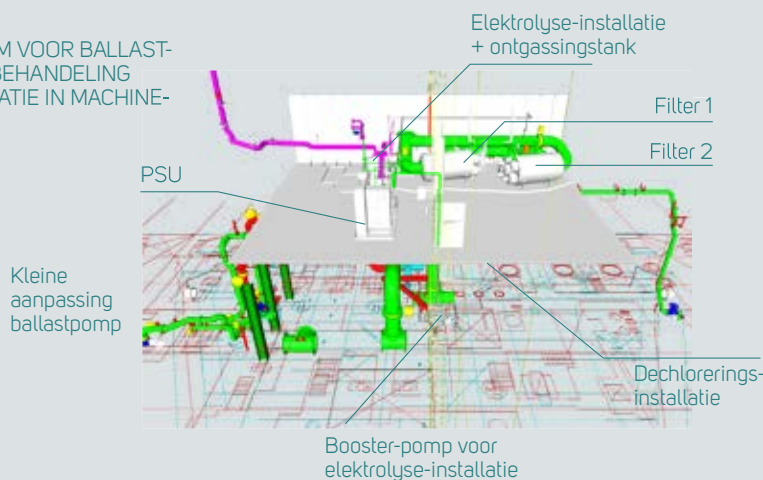 M VOOR BALLAST-
BEHANDELING
ATIE IN MACHINE-
Elektrolyse-installatie
+ ontgassingstank
Filter 1
Filter 2
PSU
Kleine
aanpassing
ballastpomp
Dechlorerings-
installatie
Booster-pomp voor
elektrolyse-installatie